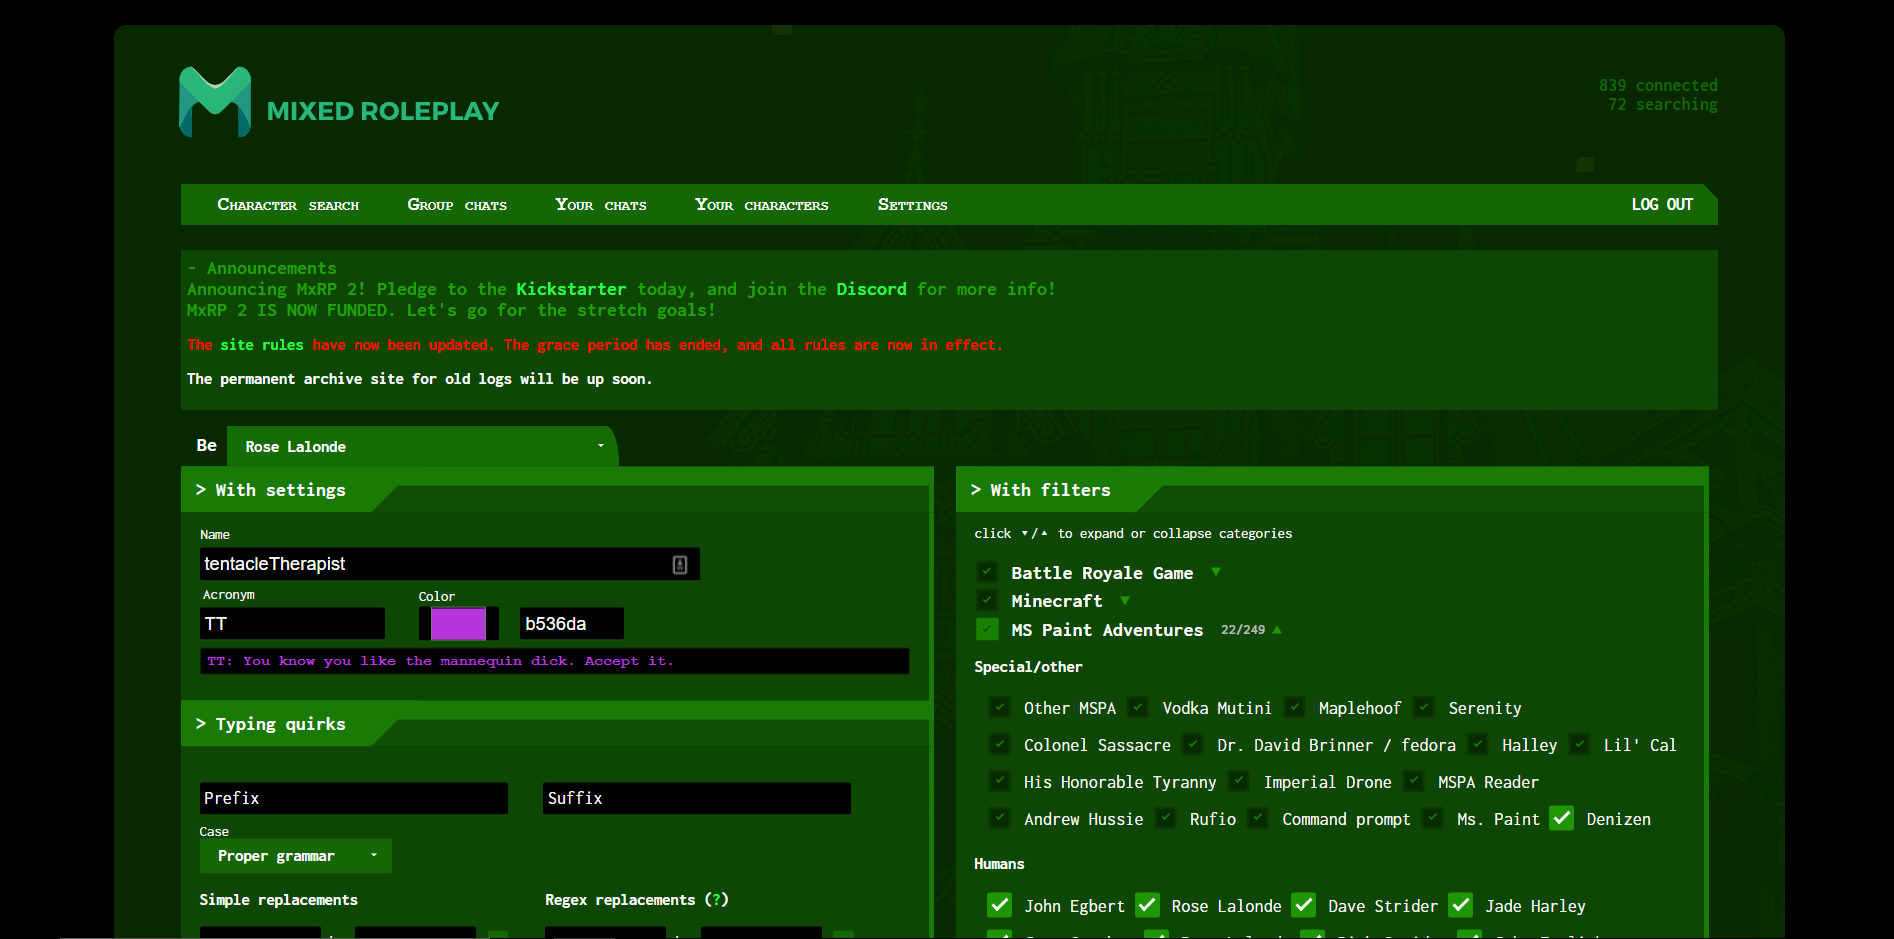 MIXED ROLEPLAY
839 connected
72 searching
Character search Group chats Your chats Your characters Settings LOG OUT
- Announcements
Announcing MxRP 2! Pledge to the Kickstarter today, and join the Discord for more info!
MxRP 2 IS NOW FUNDED. Let's go for the stretch goals!
The site rules have now been updated. The grace period has ended, and all rules are now in effect.
The permanent archive site for old logs will be up soon.
Be Rose Lalonde
> With settings
Name
tentacleTherapist
Acronym Color
TT b536da
TT: You know you like the mannequin dick. Accept it.
> Typing quirks
Prefix Suffix
Case
Proper grammar
Simple replacements Regex replacements (?)
> With filters
click ▼/▲ to expand or collapse categories
Battle Royale Game ▼
Minecraft ▼
MS Paint Adventures 22/249 ▲
Special/other
Other MSPA Vodka Mutini Maplehoof Serenity
Colonel Sassacre Dr. David Brinner / fedora Halley Lil' Cal
His Honorable Tyranny Imperial Drone MSPA Reader
Andrew Hussie Rufio Command prompt Ms. Paint Denizen
Humans
John Egbert Rose Lalonde Dave Strider Jade Harley